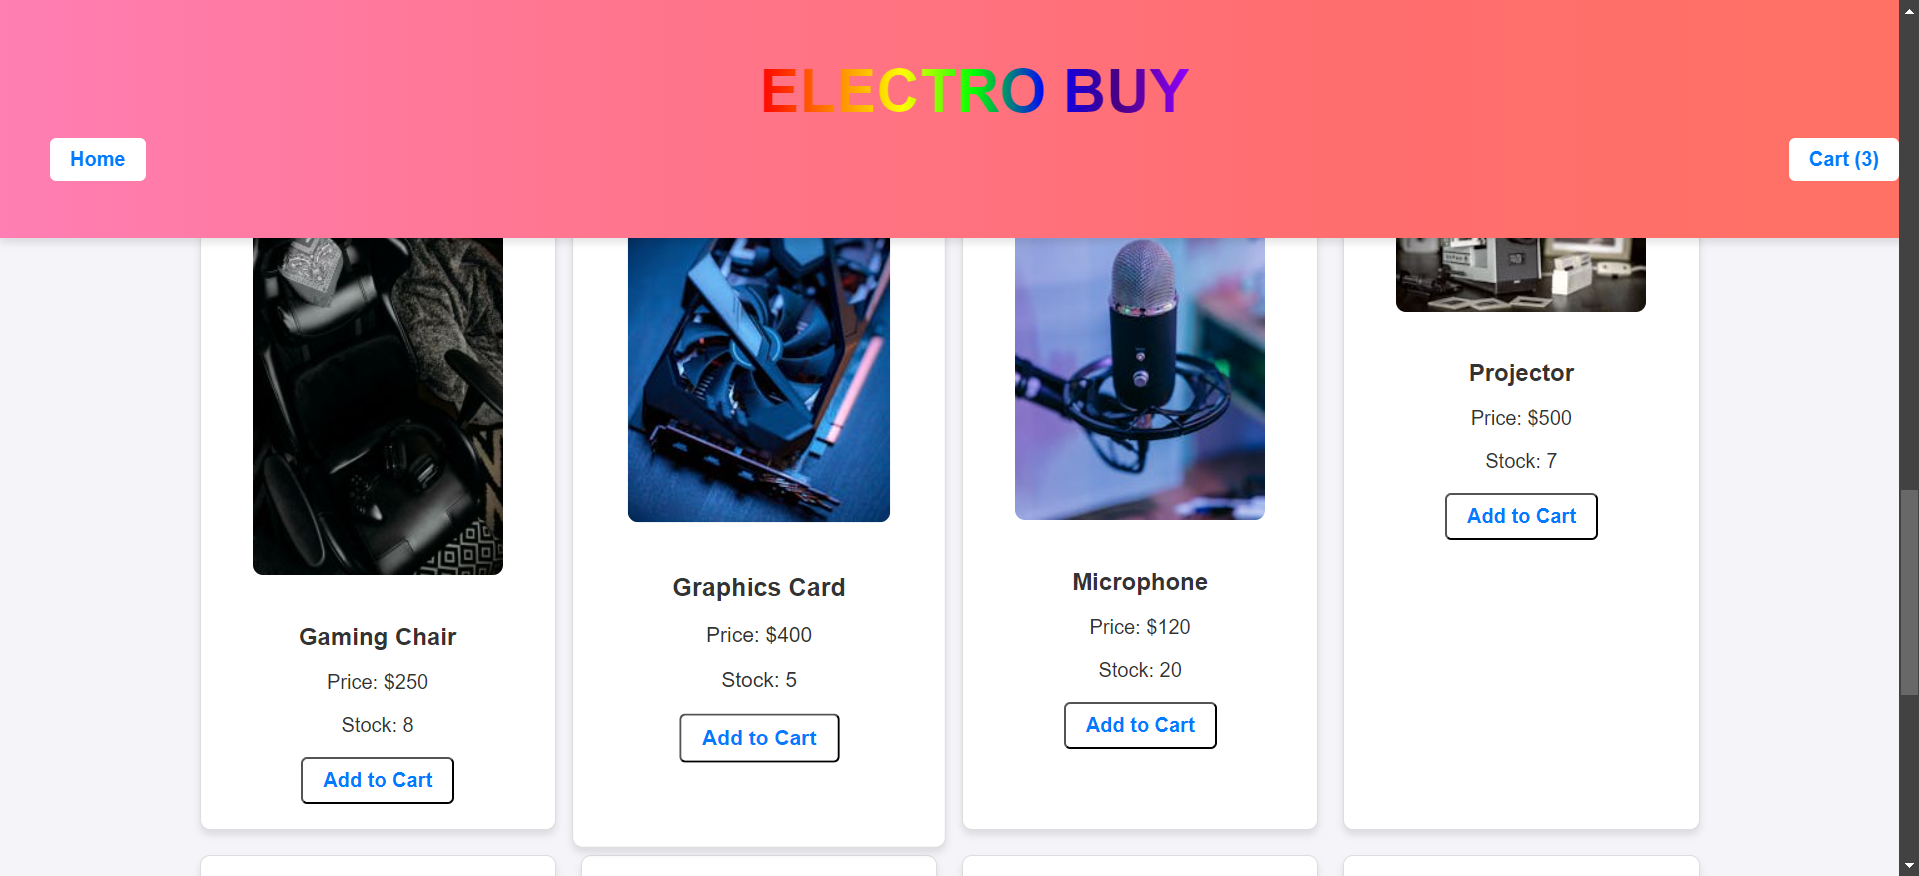 ELECTRO BUY
Home
Cart (3)
Gaming Chair
Price: $250
Stock: 8
Add to Cart
Graphics Card
Price: $400
Stock: 5
Add to Cart
Microphone
Price: $120
Stock: 20
Add to Cart
Projector
Price: $500
Stock: 7
Add to Cart